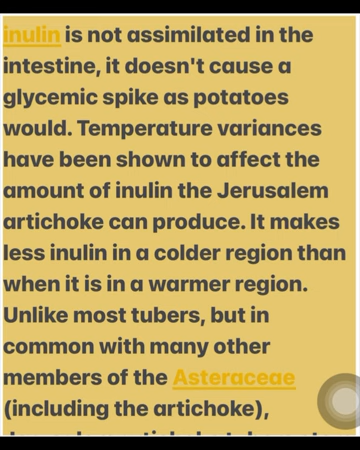 inulin is not assimilated in the
intestine, it doesn't cause a
glycemic spike as potatoes
would. Temperature variances
have been shown to affect the
amount of inulin the Jerusalem
artichoke can produce. It makes
less inulin in a colder region than
when it is in a warmer region.
Unlike most tubers, but in
common with many other
members of the Asteraceae
(including the artichoke),